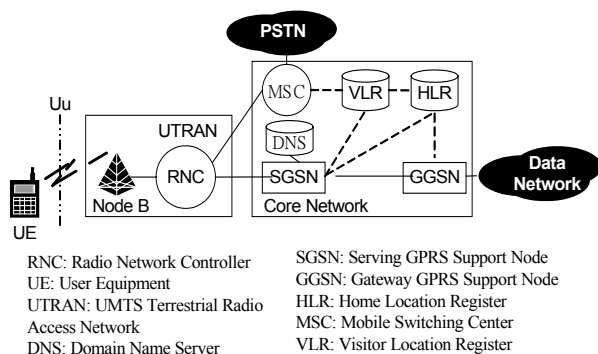 PSTN
Uu
MSC
VLR
HLR
UTRAN
DNS
RNC
SGSN
GGSN
Data
Network
Node B
Core Network
UE
RNC: Radio Network Controller
UE: User Equipment
UTRAN: UMTS Terrestrial Radio
Access Network
DNS: Domain Name Server
SGSN: Serving GPRS Support Node
GGSN: Gateway GPRS Support Node
HLR: Home Location Register
MSC: Mobile Switching Center
VLR: Visitor Location Register